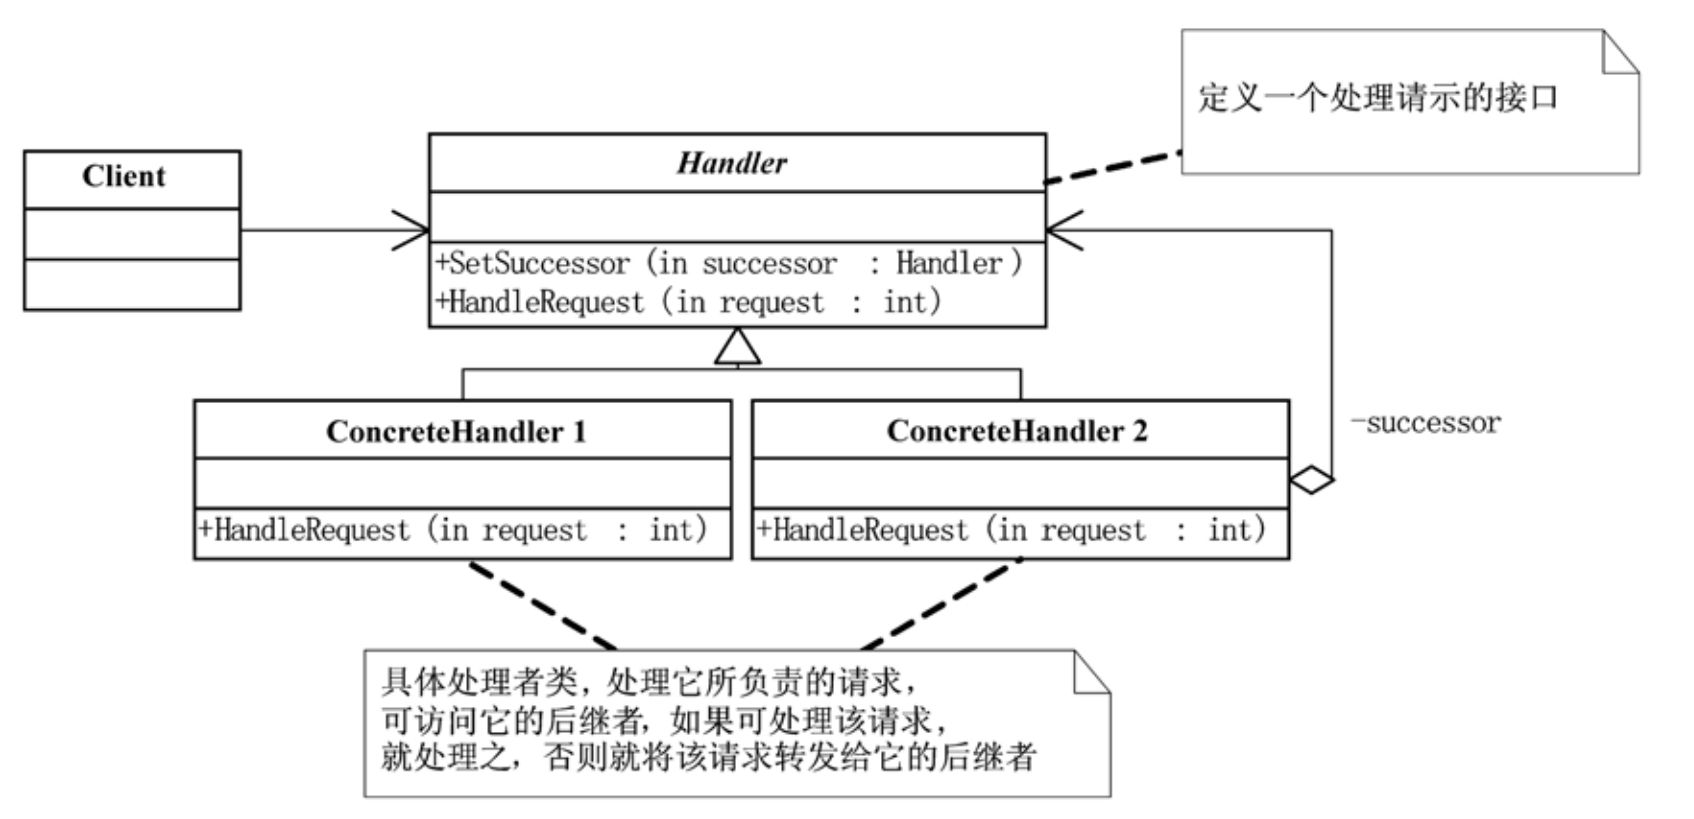 定义一个处理请示的接口
Client
Handler
+SetSuccessor (in successor : Handler)
+HandleRequest (in request : int)
ConcreteHandler 1
+HandleRequest (in request : int)
ConcreteHandler 2
+HandleRequest (in request : int)
-successor
具体处理者类，处理它所负责的请求，
可访问它的后继者，如果可处理该请求，
就处理之，否则就将该请求转发给它的后继者